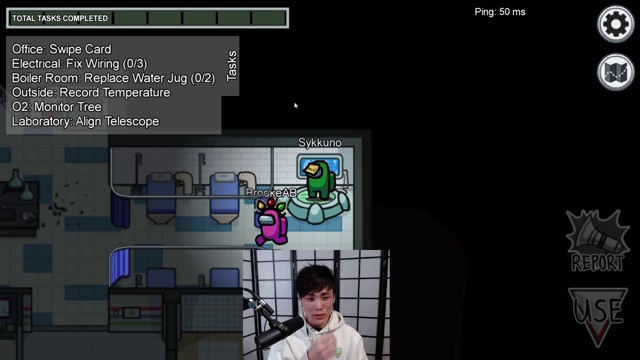 TOTAL TASKS COMPLETED
Ping: 50 ms
Office: Swipe Card
Electrical: Fix Wiring (0/3)
Boiler Room: Replace Water Jug (0/2)
Outside: Record Temperature
O2: Monitor Tree
Laboratory: Align Telescope
Tasks
Sykkuno
BrookeAB
REPORT
USE